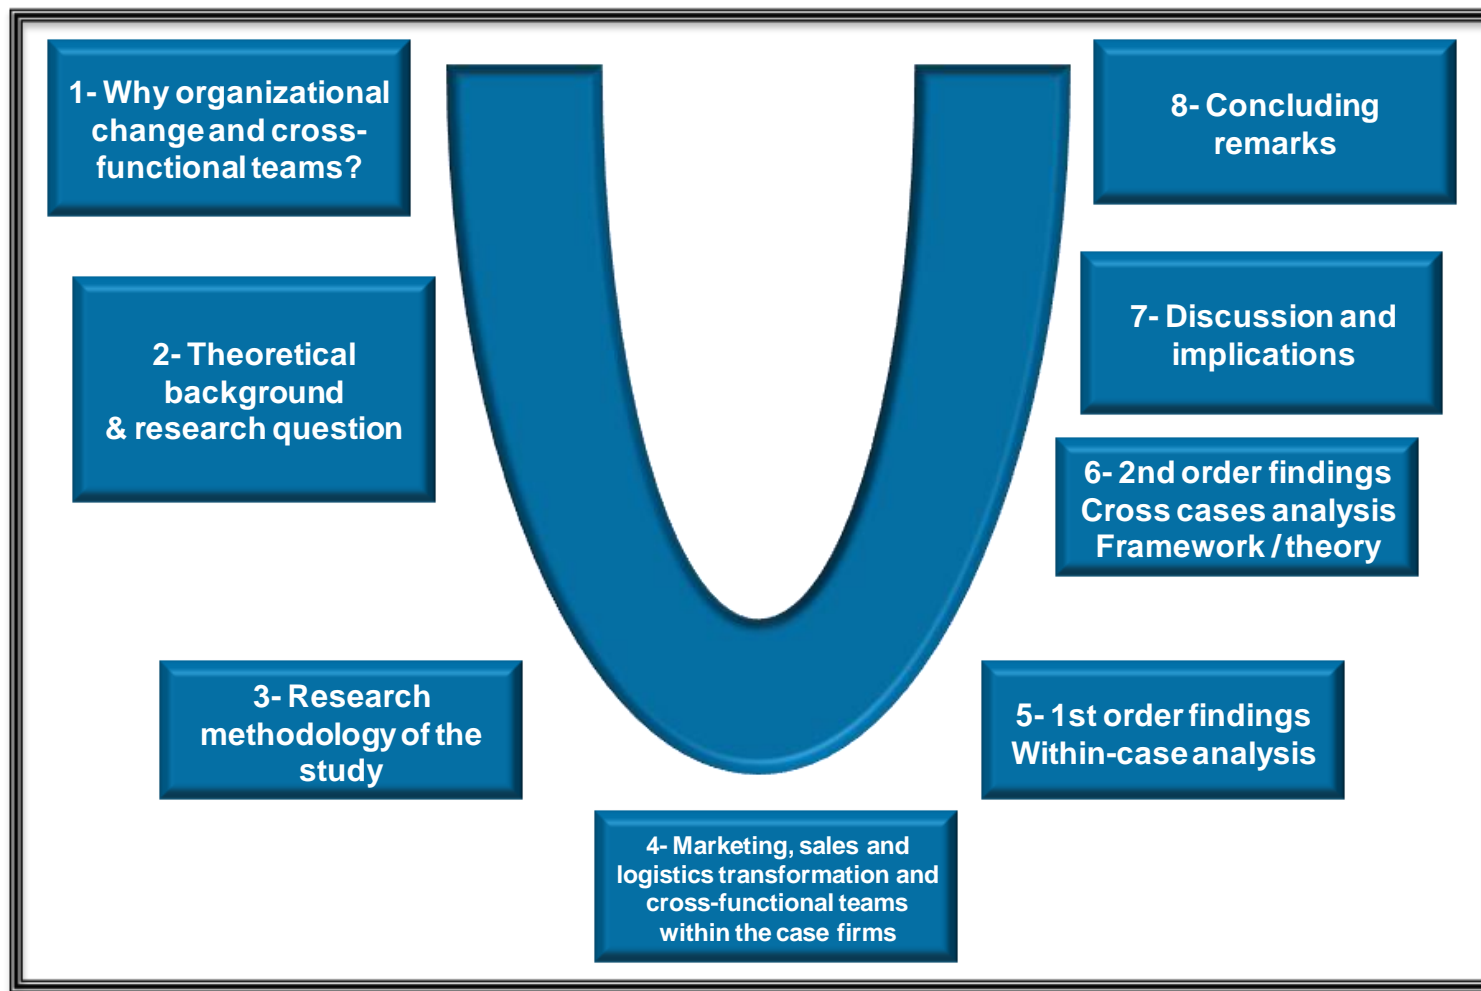 1- Why organizational
change and cross-
functional teams?
2- Theoretical
background
& research question
3- Research
methodology of the
study
4- Marketing, sales and
logistics transformation and
cross-functional teams
within the case firms
5- 1st order findings
Within-case analysis
6- 2nd order findings
Cross cases analysis
Framework / theory
7- Discussion and
implications
8- Concluding
remarks